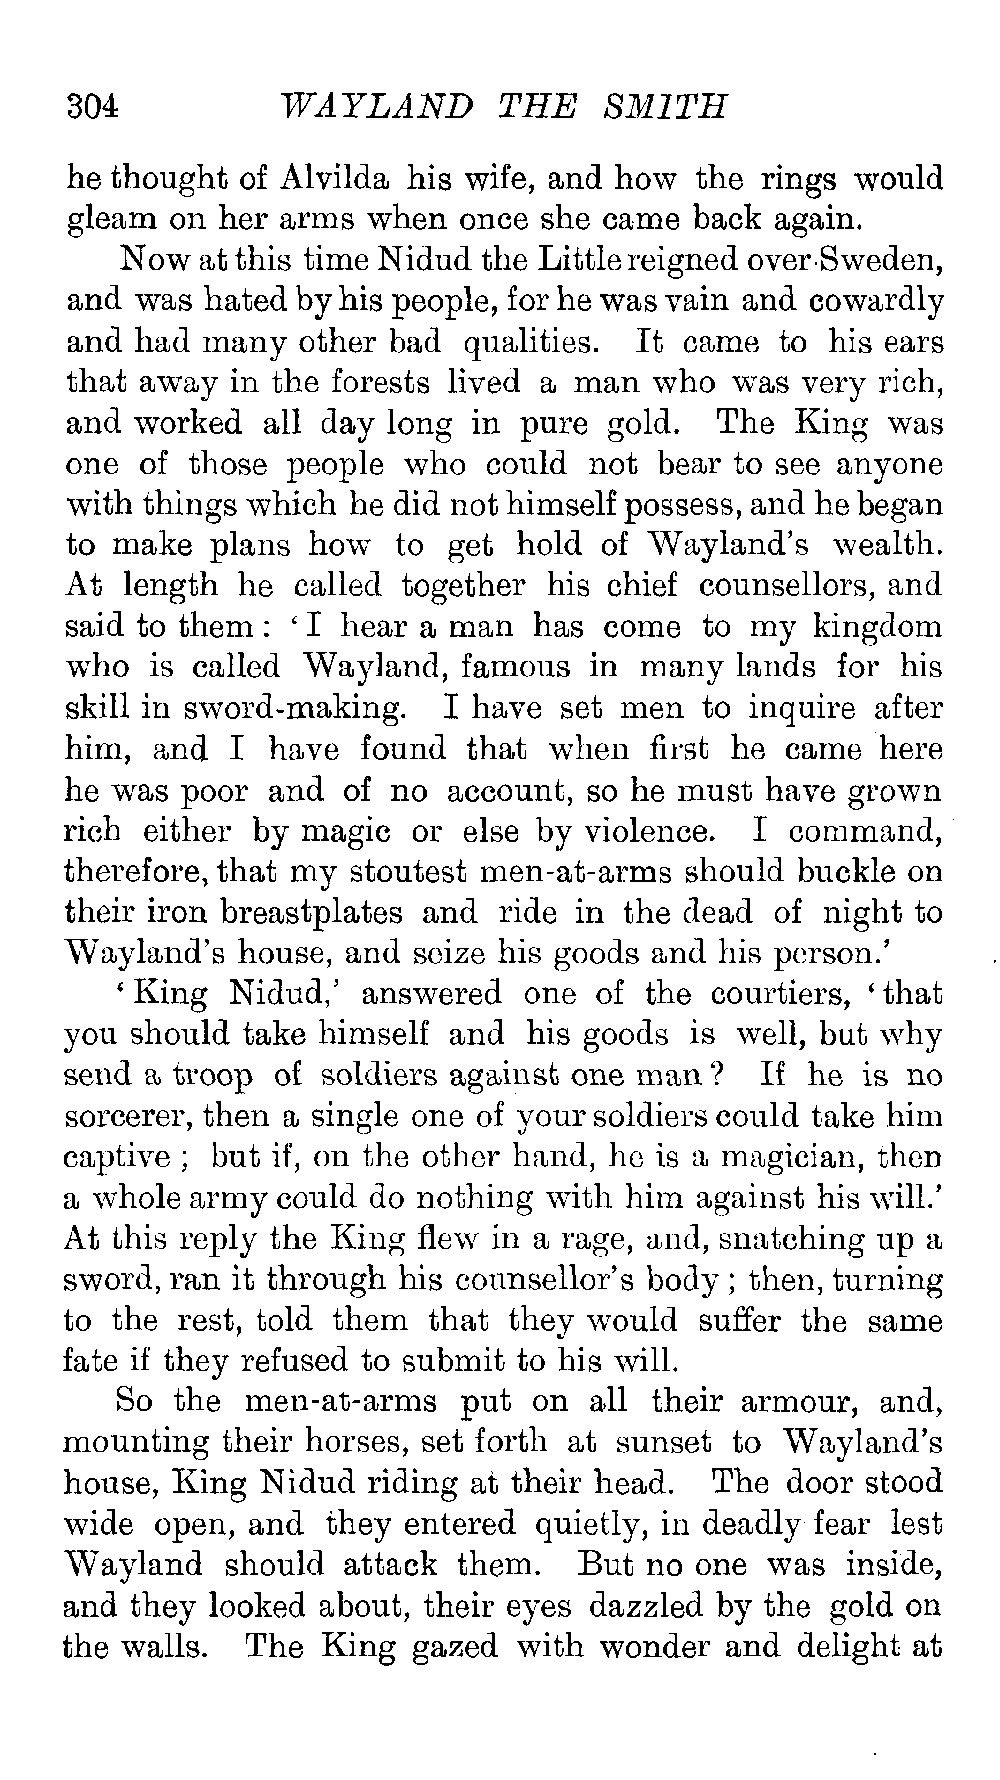 304 WAYLAND THE SMITH
he thought of Alvilda his wife, and how the rings would
gleam on her arms when once she came back again.
Now at this time Nidud the Little reigned over Sweden,
and was hated by his people, for he was vain and cowardly
and had many other bad qualities. It came to his ears
that away in the forests lived a man who was very rich,
and worked all day long in pure gold. The King was
one of those people who could not bear to see anyone
with things which he did not himself possess, and he began
to make plans how to get hold of Wayland's wealth.
At length he called together his chief counsellors, and
said to them : ‘I hear a man has come to my kingdom
who is called Wayland, famous in many lands for his
skill in sword-making. I have set men to inquire after
him, and I have found that when first he came here
he was poor and of no account, so he must have grown
rich either by magic or else by violence. I command,
therefore, that my stoutest men-at-arms should buckle on
their iron breastplates and ride in the dead of night to
Wayland's house, and seize his goods and his person.’
‘King Nidud,’ answered one of the courtiers, ‘that
you should take himself and his goods is well, but why
send a troop of soldiers against one man ? If he is no
sorcerer, then a single one of your soldiers could take him
captive ; but if, on the other hand, he is a magician, then
a whole army could do nothing with him against his will.’
At this reply the King flew in a rage, and, snatching up a
sword, ran it through his counsellor's body ; then, turning
to the rest, told them that they would suffer the same
fate if they refused to submit to his will.
So the men-at-arms put on all their armour, and,
mounting their horses, set forth at sunset to Wayland's
house, King Nidud riding at their head. The door stood
wide open, and they entered quietly, in deadly fear lest
Wayland should attack them. But no one was inside,
and they looked about, their eyes dazzled by the gold on
the walls. The King gazed with wonder and delight at